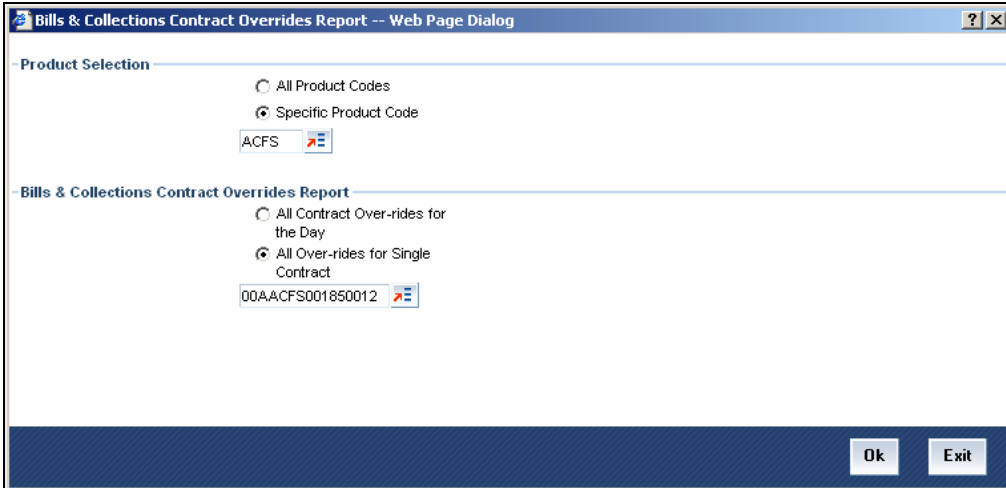 Bills & Collections Contract Overrides Report -- Web Page Dialog
Product Selection
All Product Codes
Specific Product Code
ACFS
Bills & Collections Contract Overrides Report
All Contract Over-rides for
the Day
All Over-rides for Single
Contract
00AACFS001850012
Ok Exit